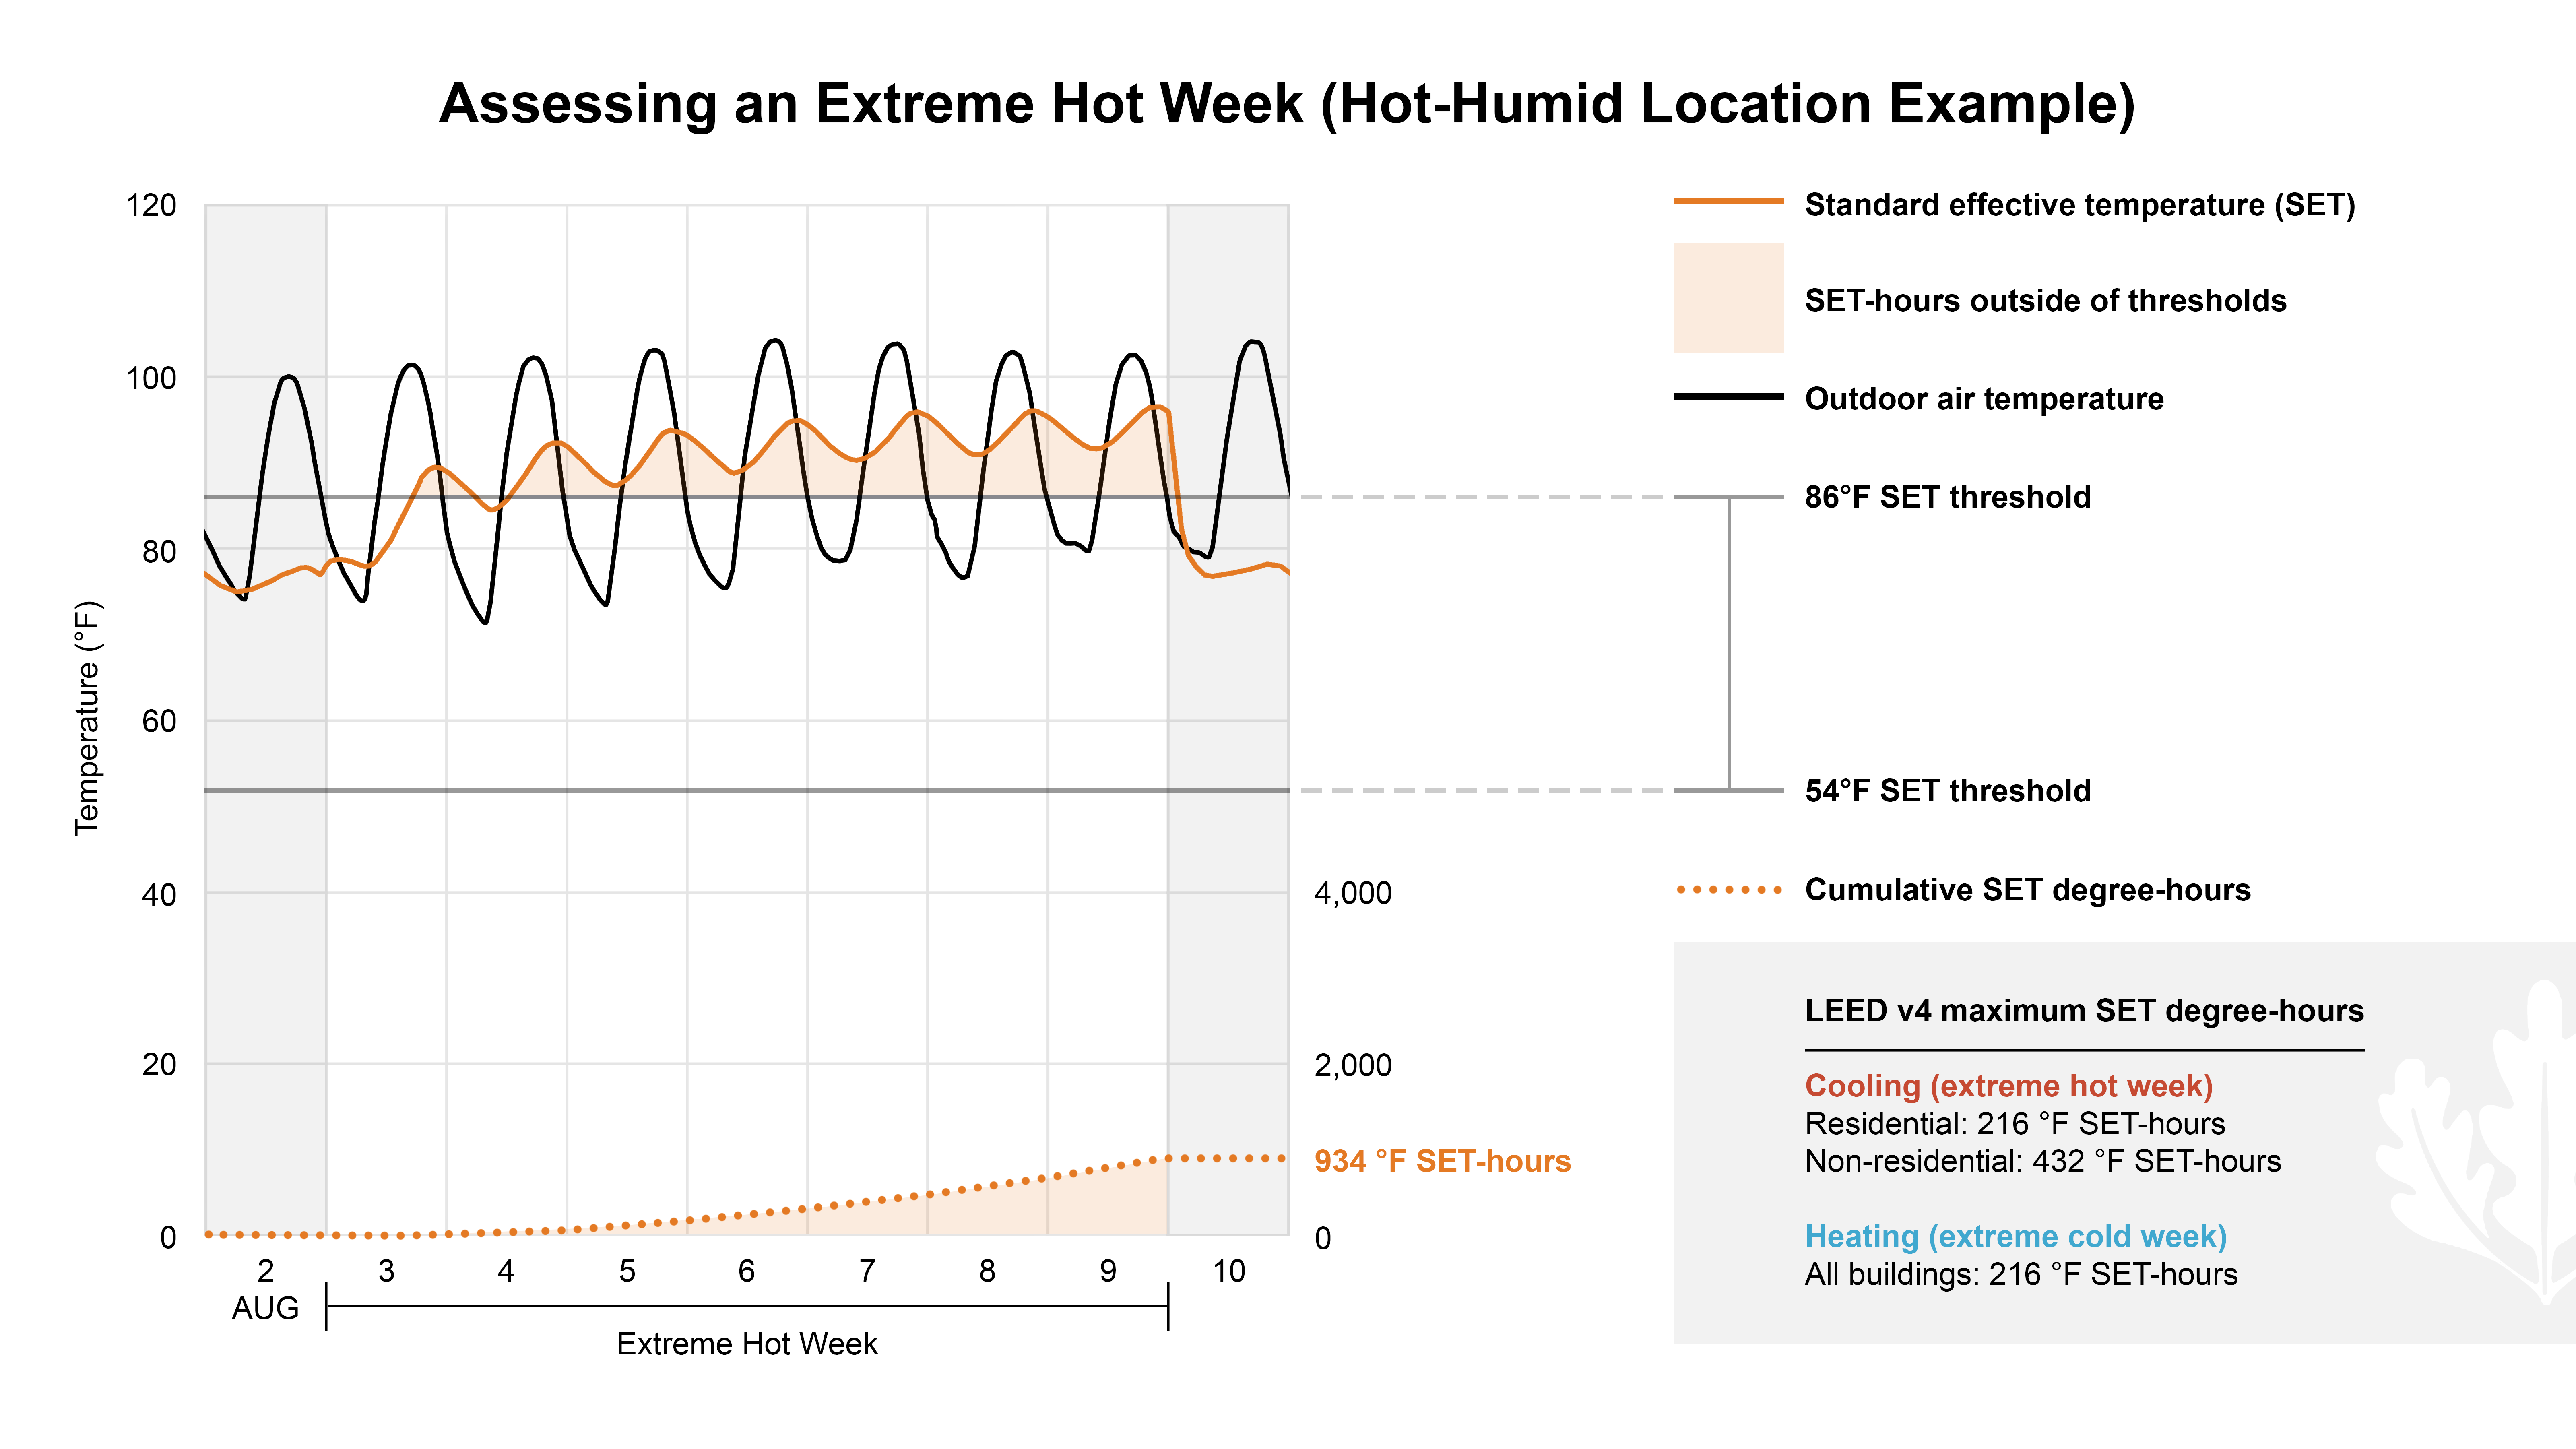 Assessing an Extreme Hot Week (Hot-Humid Location Example)
Temperature (°F)
120
100
80
60
40
20
0
2
3
4
5
6
7
8
9
10
AUG
Extreme Hot Week
4,000
2,000
934 °F SET-hours
0
Standard effective temperature (SET)
SET-hours outside of thresholds
Outdoor air temperature
86°F SET threshold
54°F SET threshold
Cumulative SET degree-hours
LEED v4 maximum SET degree-hours
Cooling (extreme hot week)
Residential: 216 °F SET-hours
Non-residential: 432 °F SET-hours
Heating (extreme cold week)
All buildings: 216 °F SET-hours